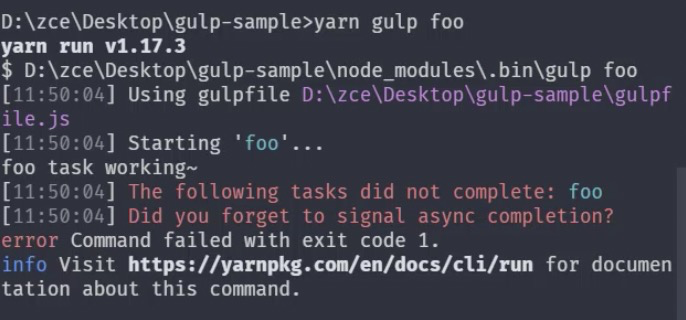 D:\zce\Desktop\gulp-sample>yarn gulp foo
yarn run v1.17.3
$ D:\zce\Desktop\gulp-sample\node_modules\.bin\gulp foo
[11:50:04] Using gulpfile D:\zce\Desktop\gulp-sample\gulpf
ile.js
[11:50:04] Starting 'foo'...
foo task working~
[11:50:04] The following tasks did not complete: foo
[11:50:04] Did you forget to signal async completion?
error Command failed with exit code 1.
info Visit https://yarnpkg.com/en/docs/cli/run for documen
tation about this command.